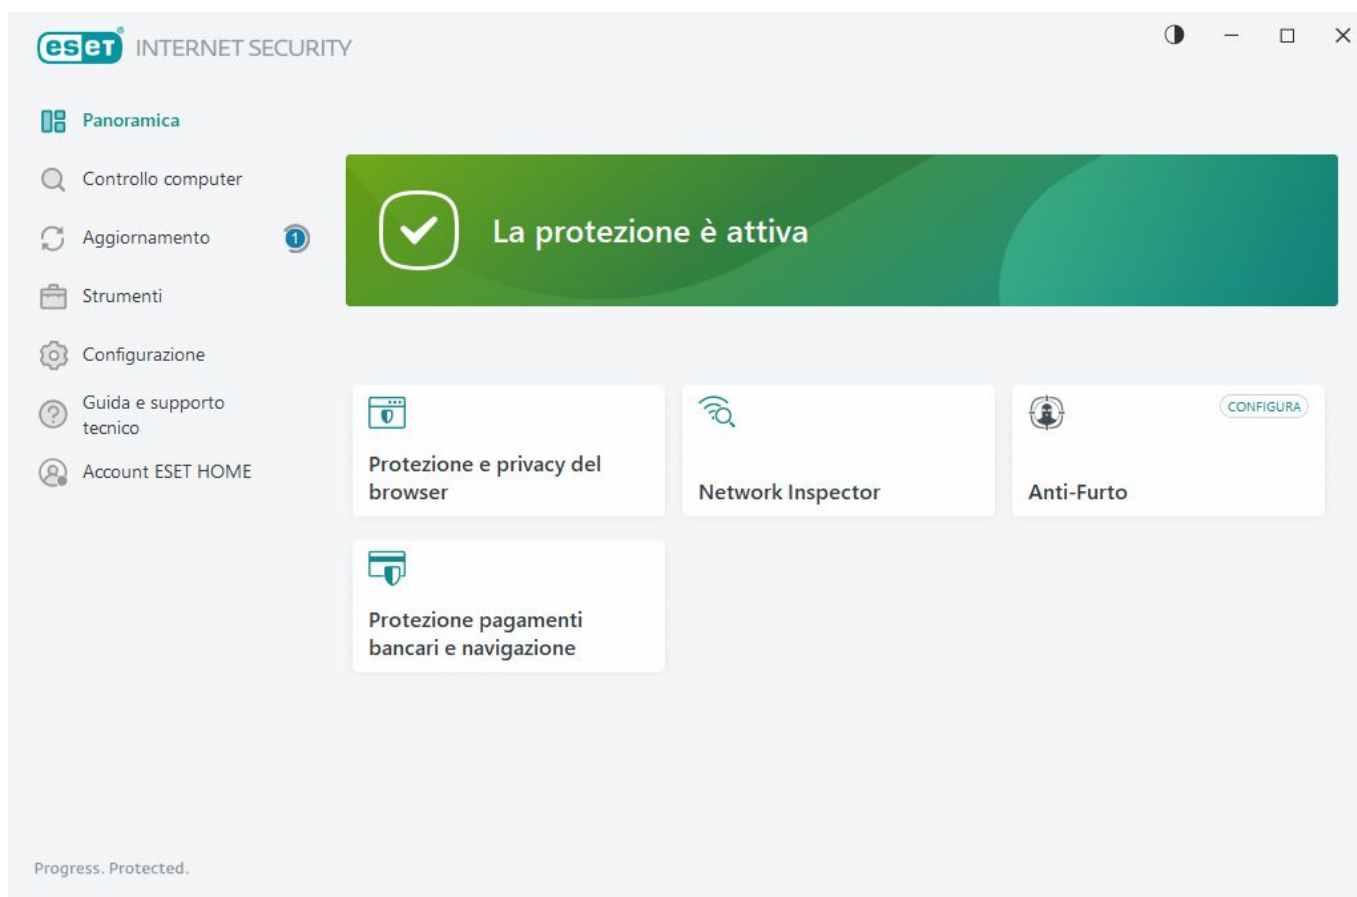 eset® INTERNET SECURITY
Panoramica
Controllo computer
Aggiornamento 1
Strumenti
Configurazione
Guida e supporto
tecnico
Account ESET HOME
La protezione è attiva
Protezione e privacy del
browser
Network Inspector
CONFIGURA
Anti-Furto
Protezione pagamenti
bancari e navigazione
Progress. Protected.